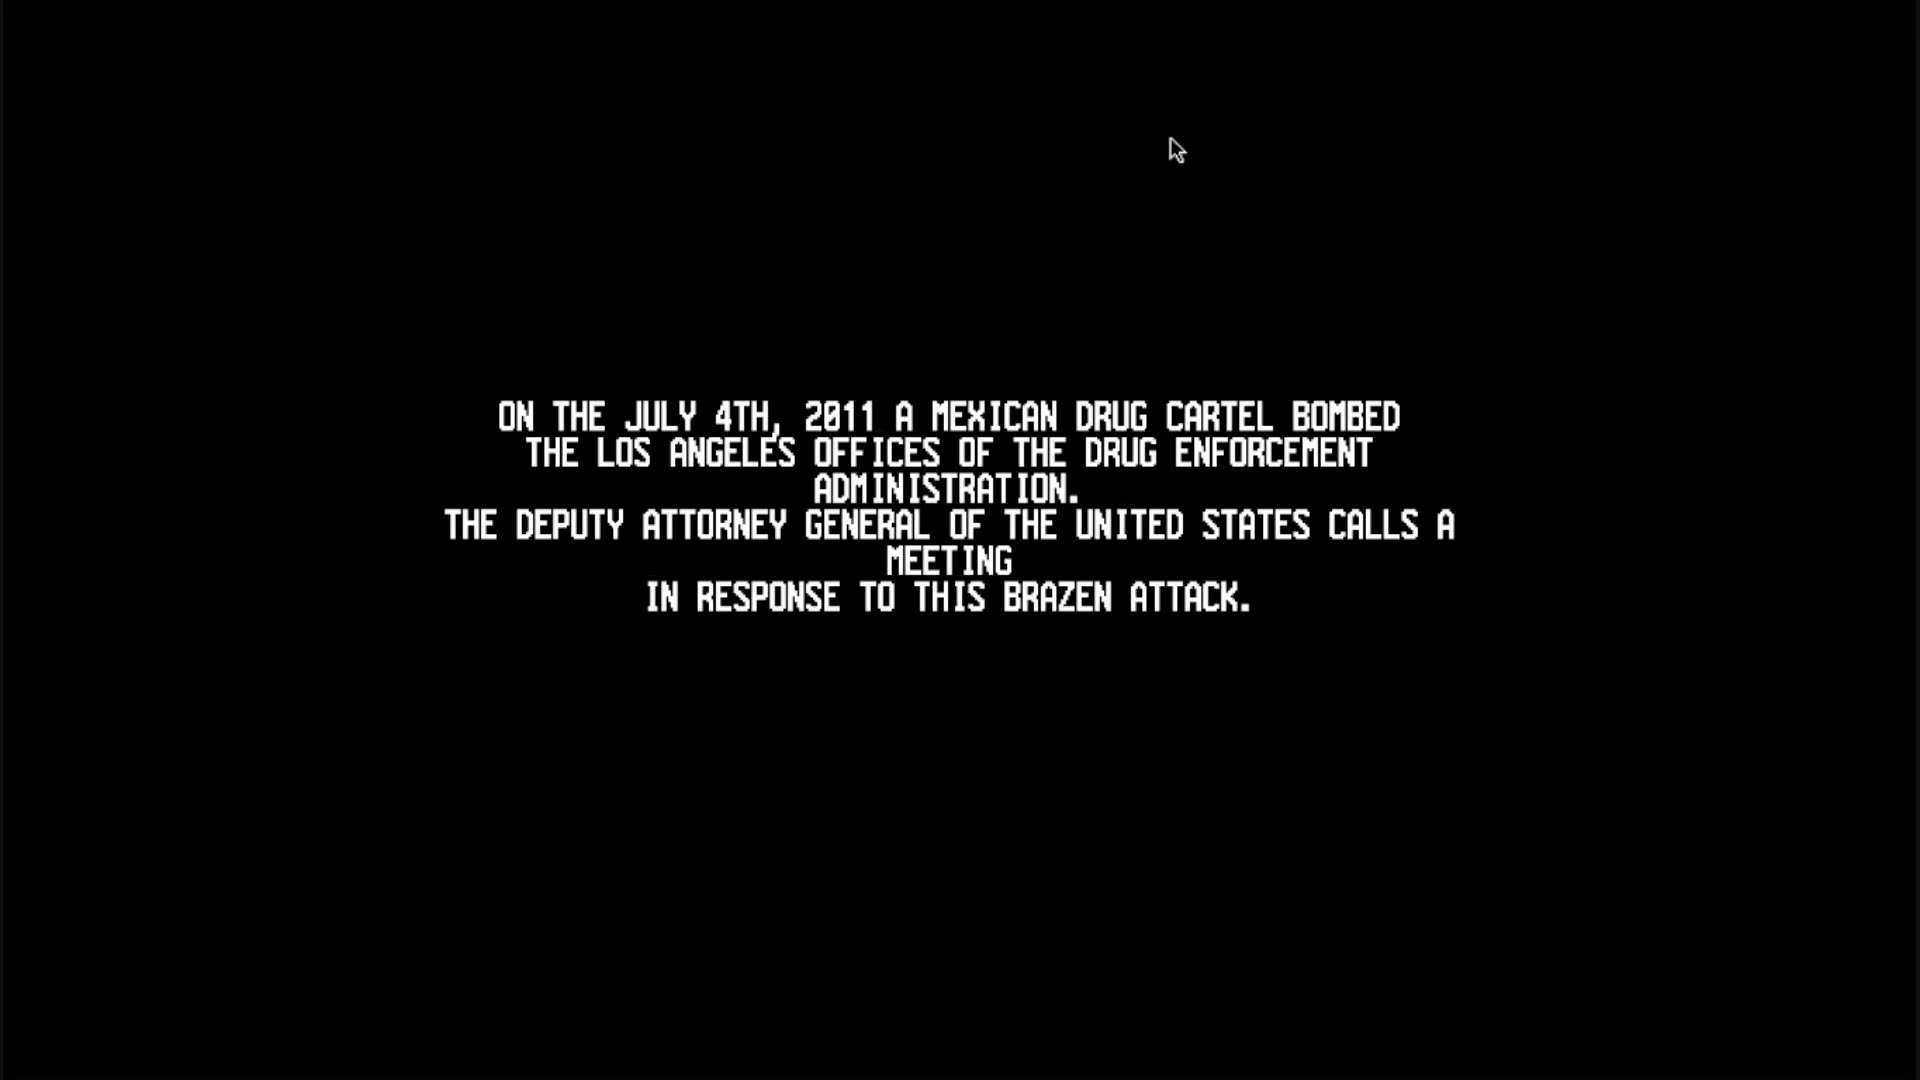 ON THE JULY 4TH, 2011 A MEXICAN DRUG CARTEL BOMBED
THE LOS ANGELES OFFICES OF THE DRUG ENFORCEMENT
ADMINISTRATION.
THE DEPUTY ATTORNEY GENERAL OF THE UNITED STATES CALLS A
MEETING
IN RESPONSE TO THIS BRAZEN ATTACK.